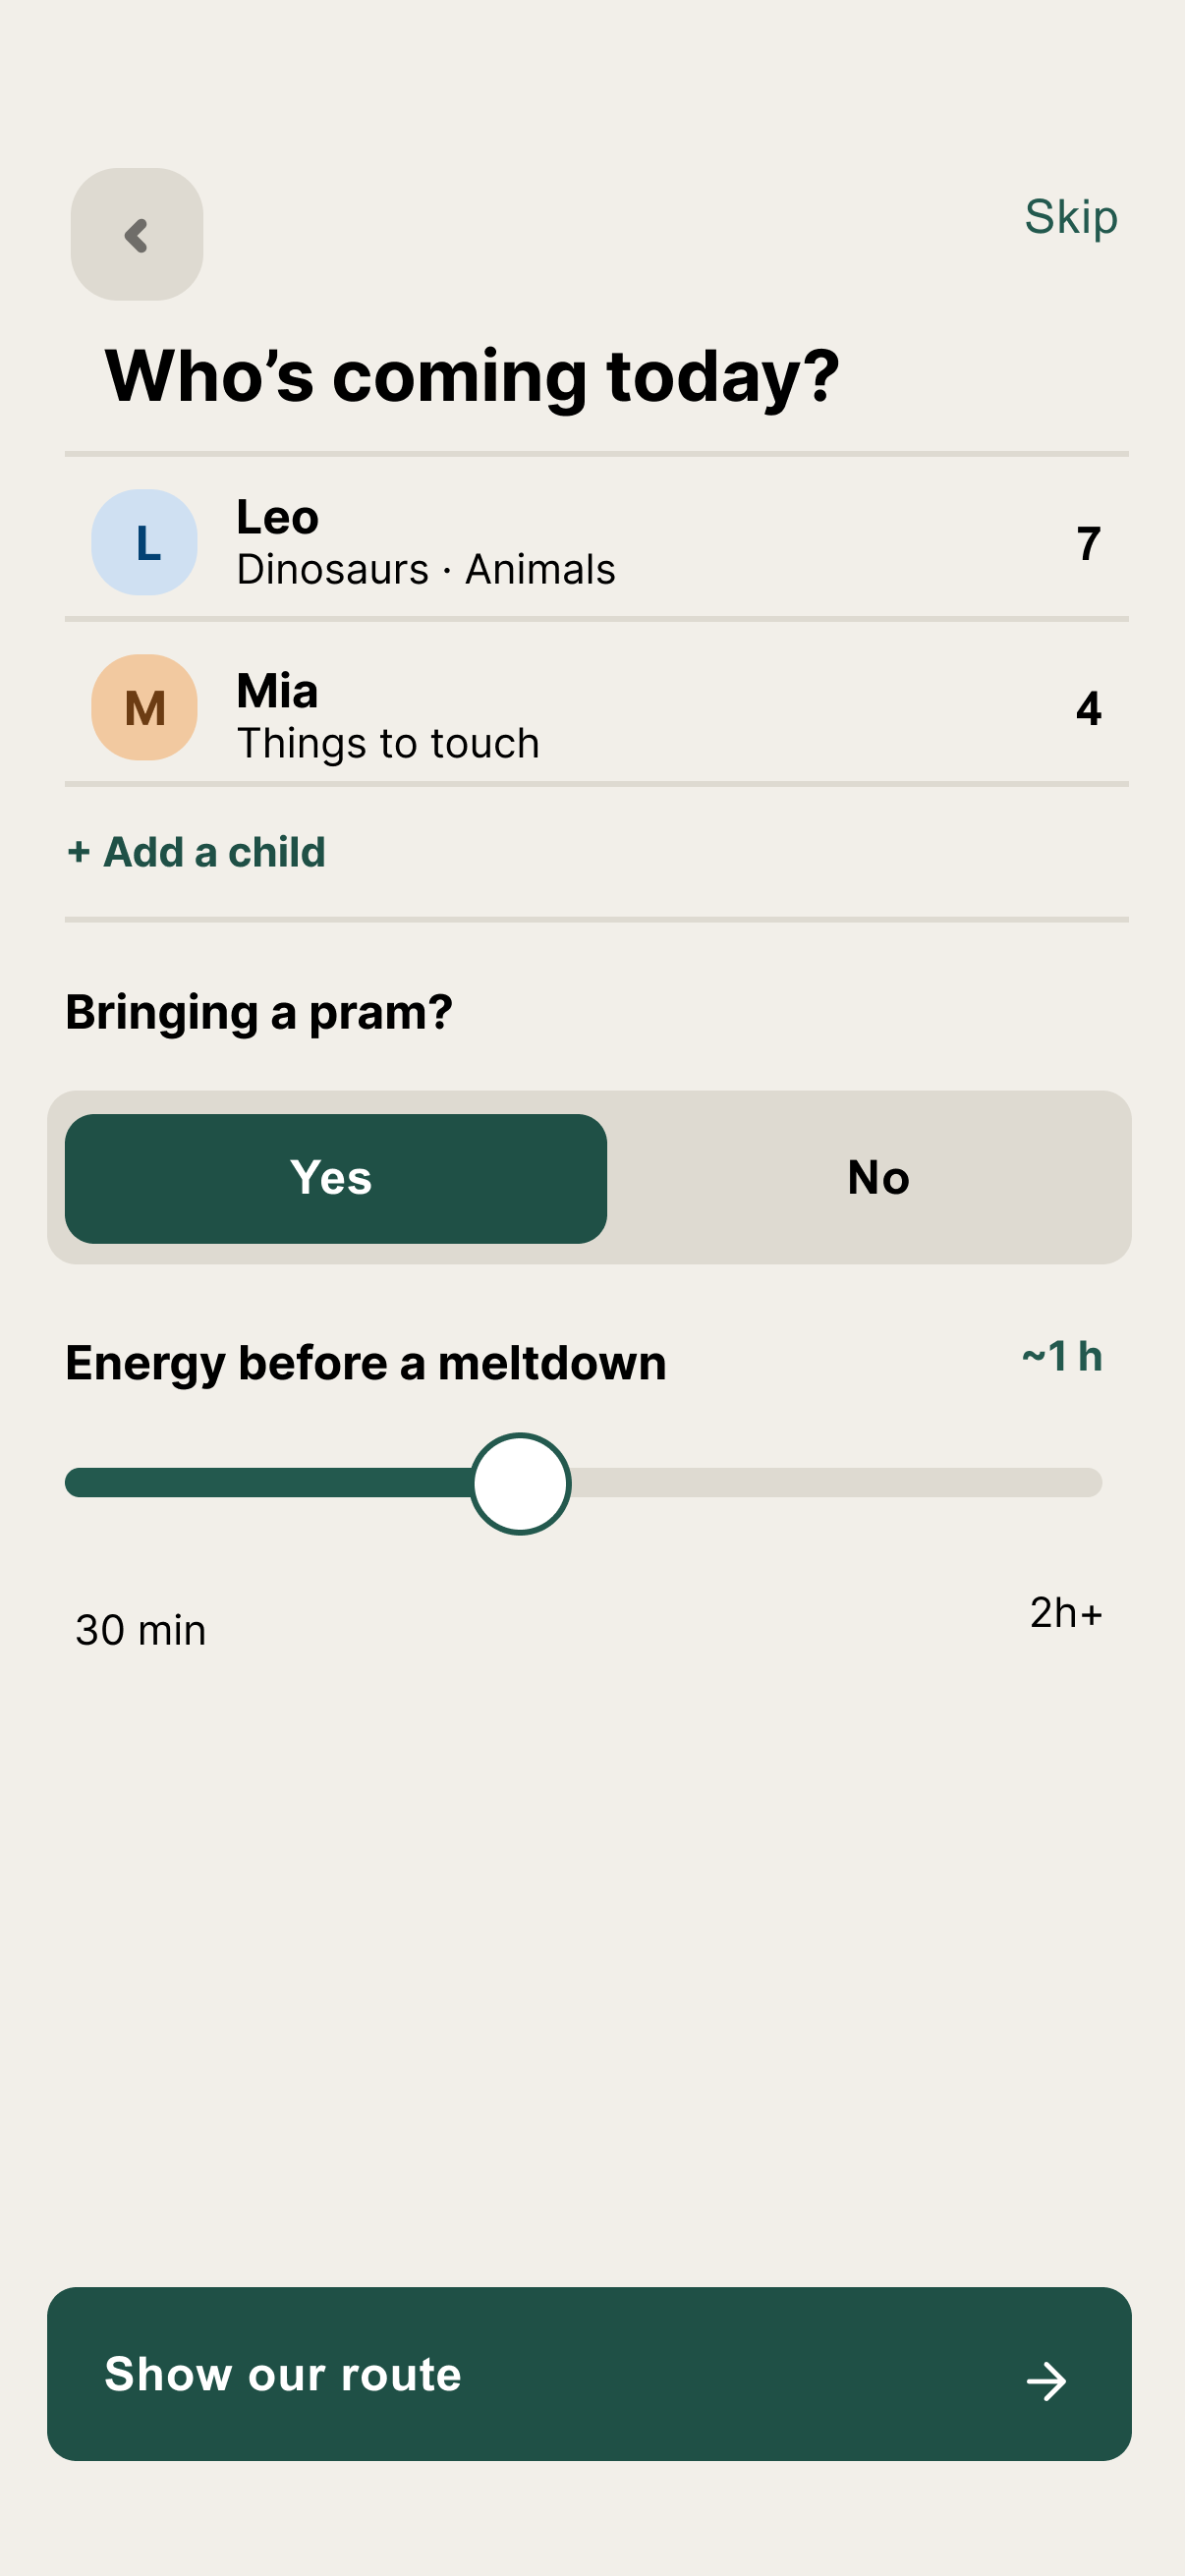 Skip
Who’s coming today?
L
Leo
Dinosaurs · Animals
7
M
Mia
Things to touch
4
+ Add a child
Bringing a pram?
Yes
No
Energy before a meltdown
~1 h
30 min
2h+
Show our route